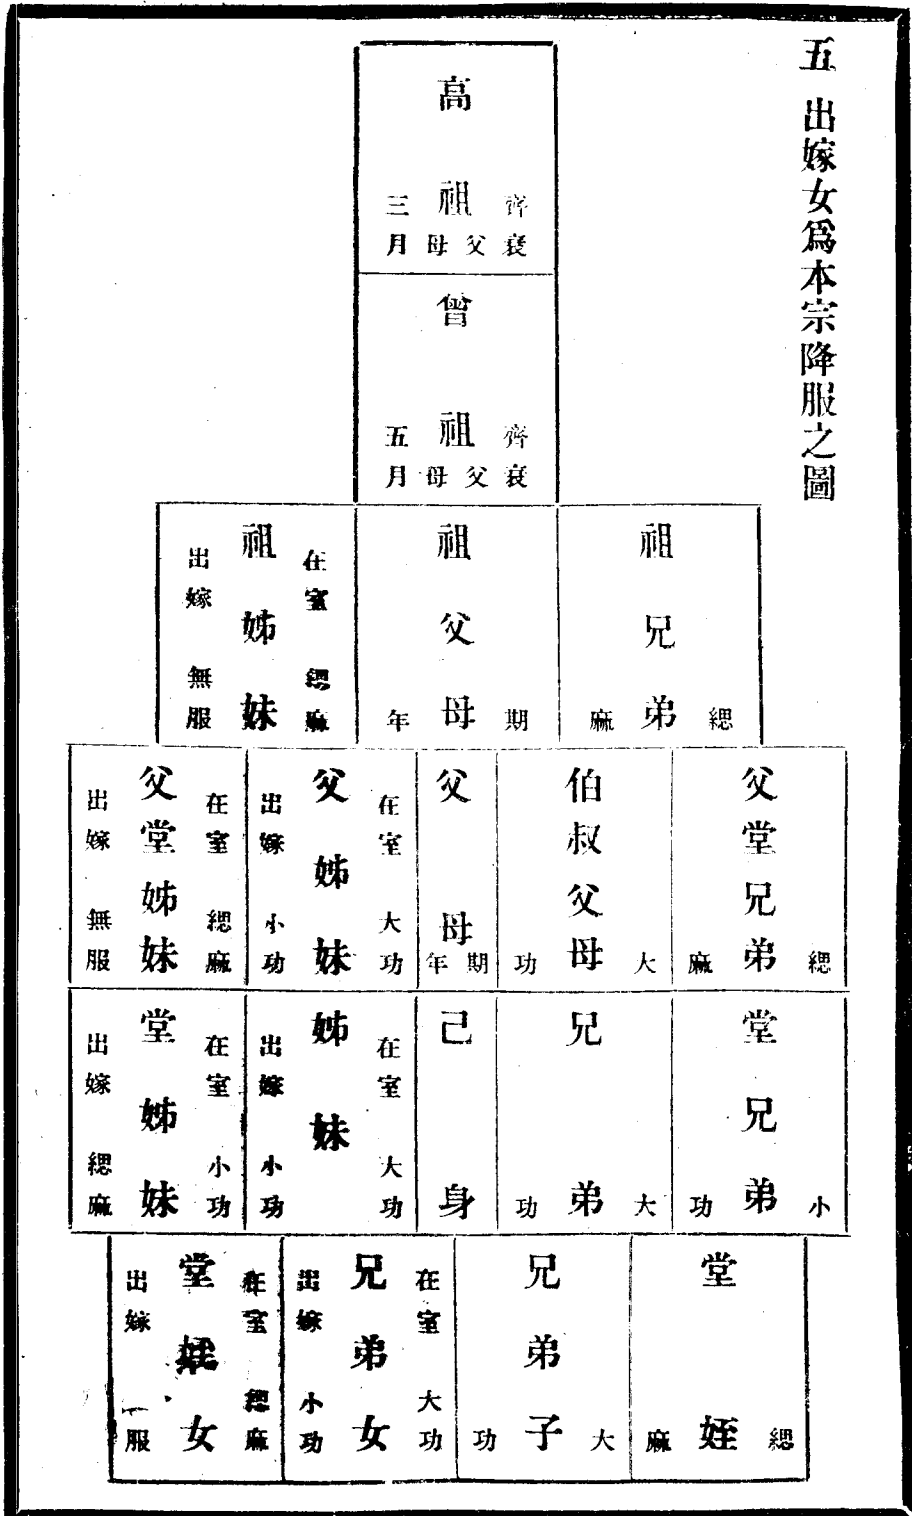 五 出嫁女爲本宗降服之圖
高祖父母 齊衰三月
曾祖父母 齊衰五月
祖兄弟 緦麻
祖父母 期年
祖姊妹 在室緦麻 出嫁無服
父堂兄弟 緦麻
伯叔父母 大功
父母 期年
父姊妹 在室大功 出嫁小功
父堂姊妹 在室緦麻 出嫁無服
堂兄弟 小功
兄弟 大功
己身
姊妹 在室大功 出嫁小功
堂姊妹 在室小功 出嫁緦麻
堂姪 緦麻
兄弟子 大功
兄弟女 在室大功 出嫁小功
堂姪女 在室緦麻 出嫁 服